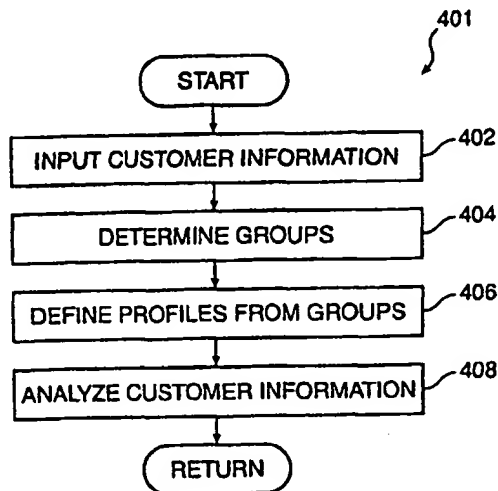 401
START
INPUT CUSTOMER INFORMATION
402
DETERMINE GROUPS
404
DEFINE PROFILES FROM GROUPS
406
ANALYZE CUSTOMER INFORMATION
408
RETURN